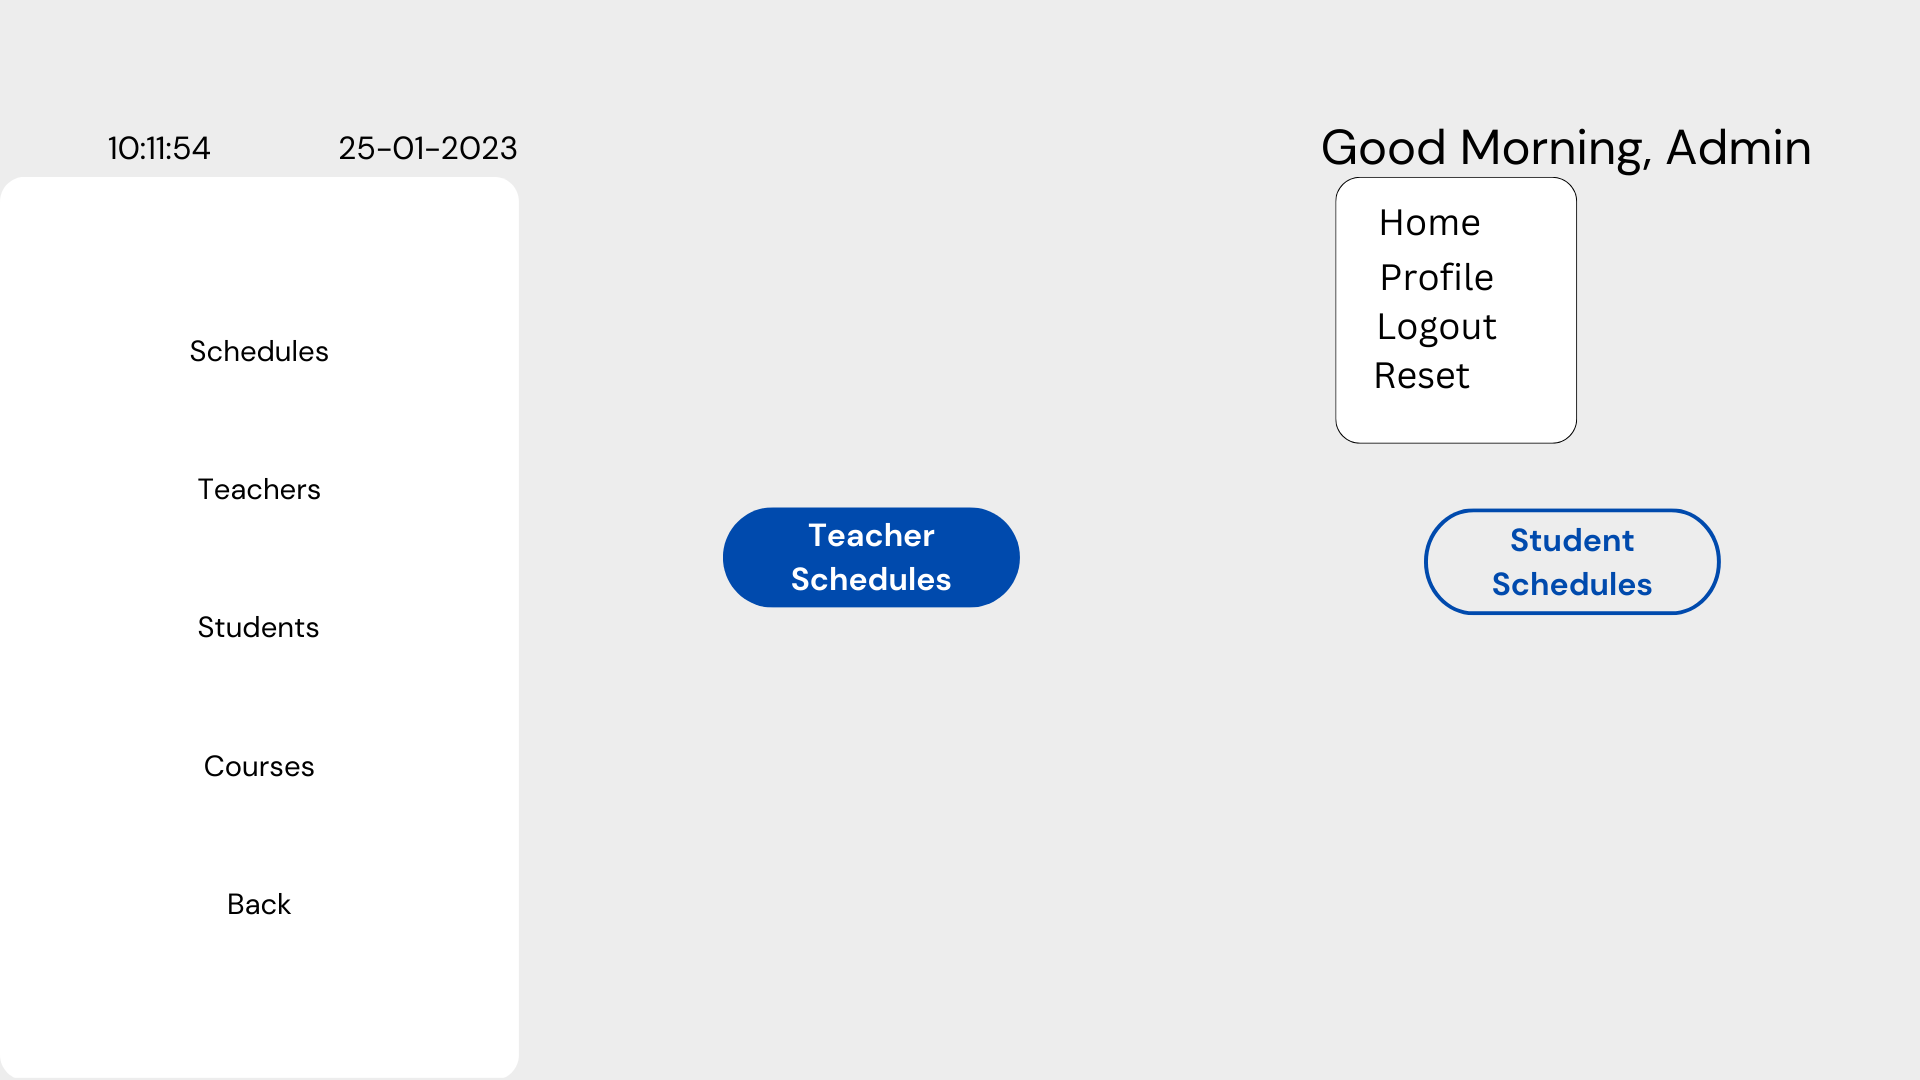 10:11:54
25-01-2023
Good Morning, Admin
Home
Profile
Logout
Reset
Schedules
Teachers
Students
Courses
Back
Teacher
Schedules
Student
Schedules